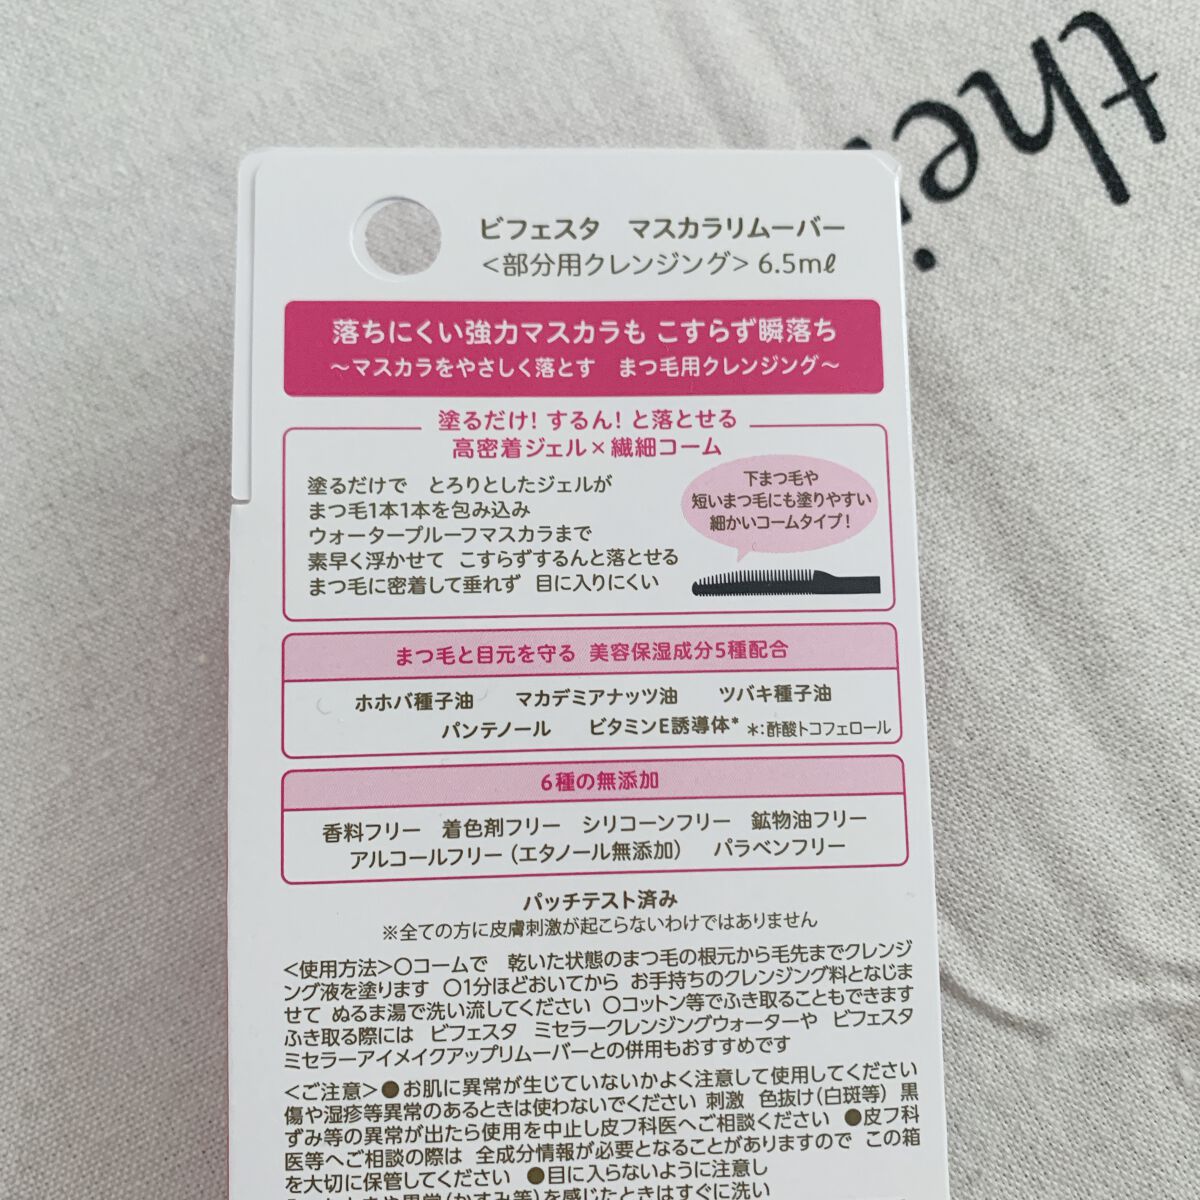 the
ビフェスタ マスカラリムーバー
<部分用クレンジング> 6.5mℓ
落ちにくい強力マスカラも こすらず瞬落ち
~マスカラをやさしく落とす まつ毛用クレンジング~
塗るだけ! するん! と落とせる
高密着ジェル×繊細コーム
塗るだけで とろりとしたジェルが
まつ毛1本1本を包み込み
ウォータープルーフマスカラまで
素早く浮かせて こすらずするんと落とせる
まつ毛に密着して垂れず 目に入りにくい
下まつ毛や
短いまつ毛にも塗りやすい
細かいコームタイプ!
まつ毛と目元を守る 美容保湿成分5種配合
ホホバ種子油 マカデミアナッツ油 ツバキ種子油
パンテノール ビタミンE誘導体* *:酢酸トコフェロール
6種の無添加
香料フリー 着色剤フリー シリコーンフリー 鉱物油フリー
アルコールフリー(エタノール無添加) パラベンフリー
パッチテスト済み
※全ての方に皮膚刺激が起こらないわけではありません
<使用方法>○コームで 乾いた状態のまつ毛の根元から毛先までクレンジ
ング液を塗ります ○1分ほどおいてから お手持ちのクレンジング料となじま
せて ぬるま湯で洗い流してください ○コットン等でふき取ることもできます
ふき取る際には ビフェスタ ミセラークレンジングウォーターや ビフェスタ
ミセラーアイメイクアップリムーバーとの併用もおすすめです
<ご注意>●お肌に異常が生じていないかよく注意して使用してください
傷や湿疹等異常のあるときは使わないでください 刺激 色抜け(白斑等) 黒
ずみ等の異常が出たら使用を中止し皮フ科医へご相談ください ●皮フ科
医等へご相談の際は 全成分情報が必要となることがありますので この箱
を大切に保管してください ●目に入らないように注意し
異常(かすみ等)を感じたときはすぐに洗い